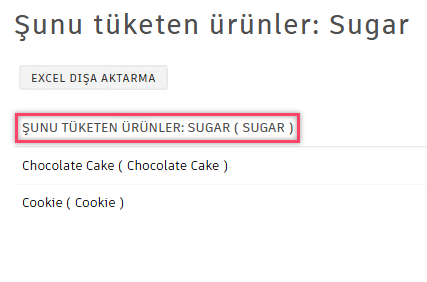 Şunu tüketen ürünler: Sugar
EXCEL DIŞA AKTARMA
ŞUNU TÜKETEN ÜRÜNLER: SUGAR ( SUGAR )
Chocolate Cake ( Chocolate Cake )
Cookie ( Cookie )